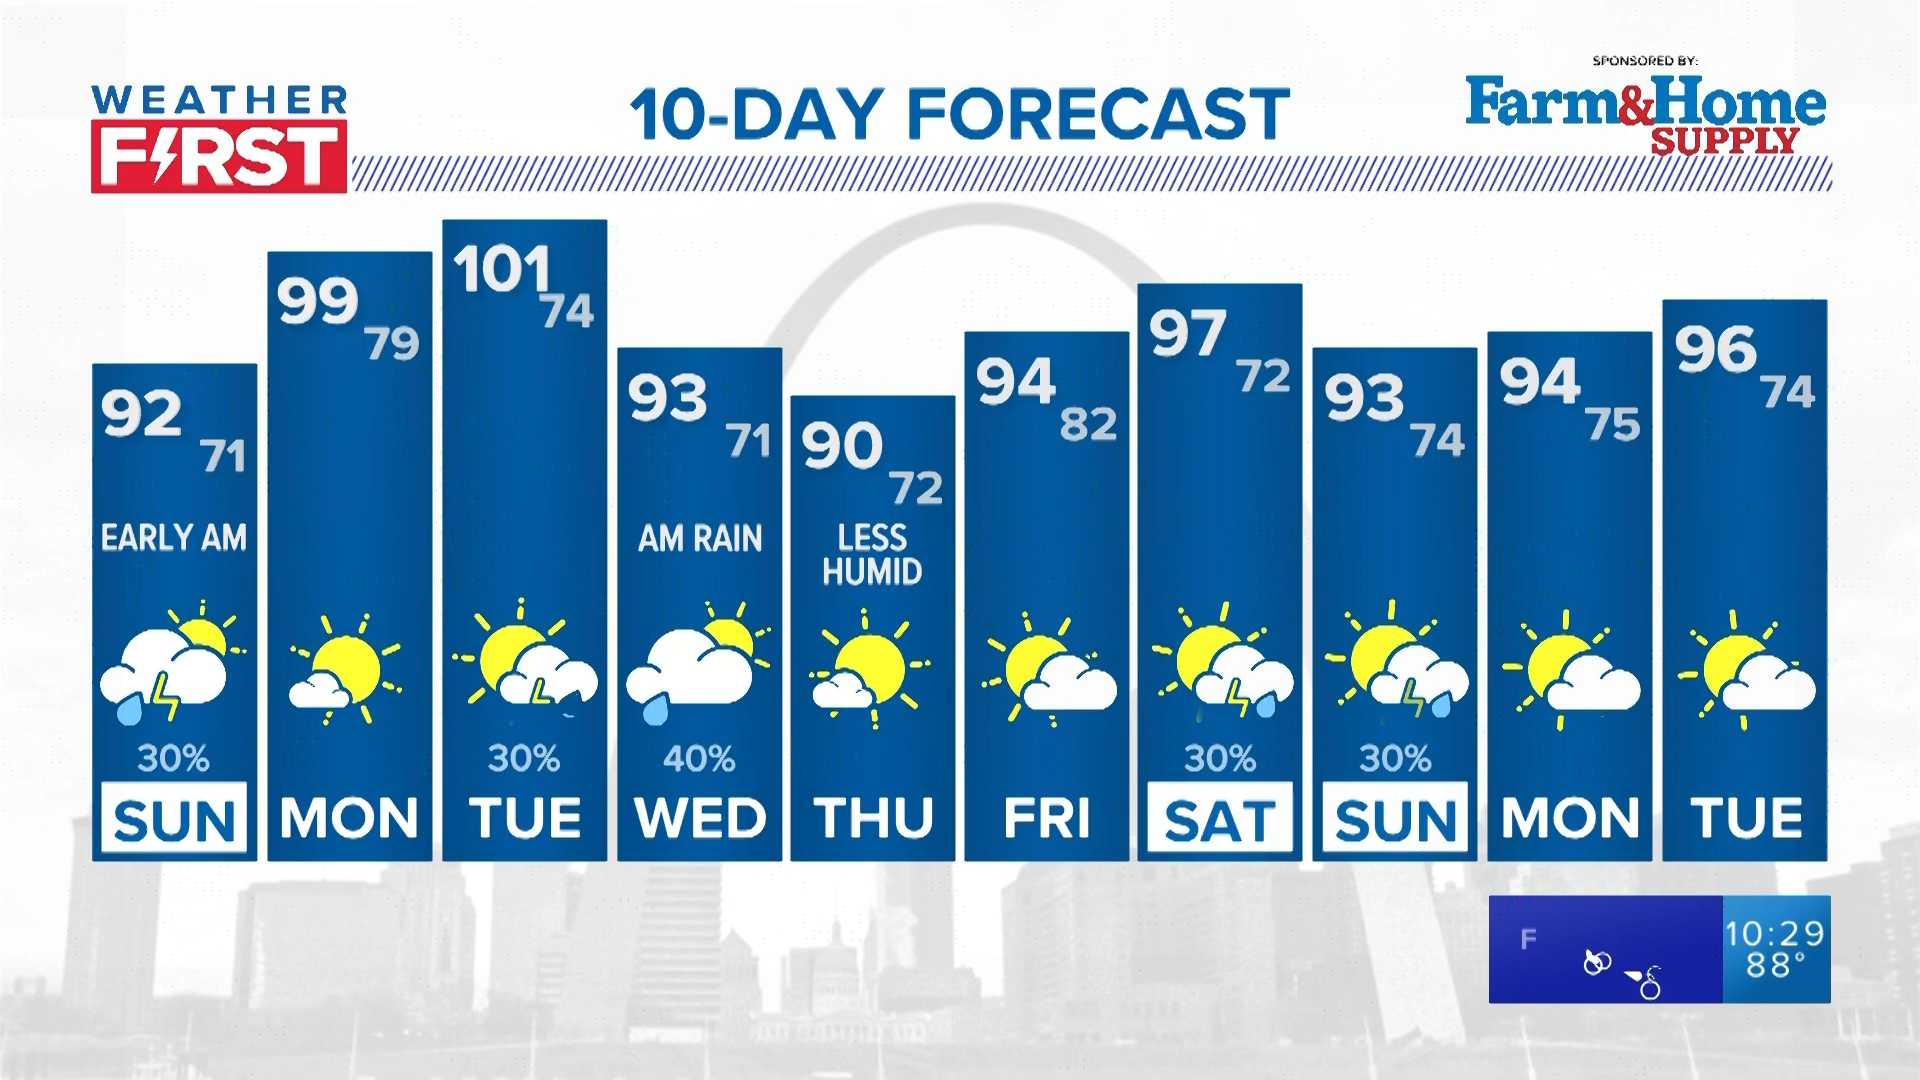 WEATHER
FIRST
10-DAY FORECAST
SPONSORED BY:
Farm&Home
SUPPLY
92
71
EARLY AM
30%
SUN
99
79
MON
101
74
30%
TUE
93
71
AM RAIN
40%
WED
90
72
LESS
HUMID
THU
94
82
FRI
97
72
30%
SAT
93
74
30%
SUN
94
75
MON
96
74
TUE
F
10:29
88°